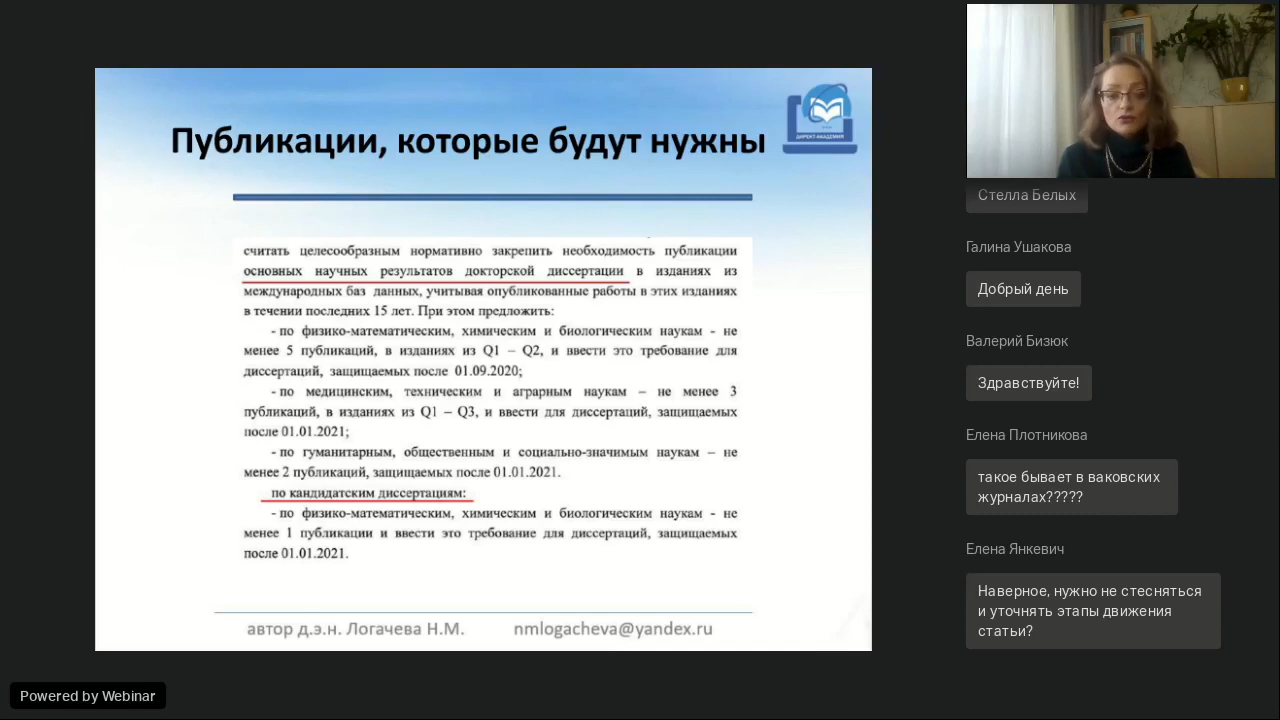 Публикации, которые будут нужны
ДИРЕКТ-АКАДЕМИЯ
считать целесообразным нормативно закрепить необходимость публикации
основных научных результатов докторской диссертации в изданиях из
международных баз данных, учитывая опубликованные работы в этих изданиях
в течении последних 15 лет. При этом предложить:
- по физико-математическим, химическим и биологическим наукам - не
менее 5 публикаций, в изданиях из Q1 – Q2, и ввести это требование для
диссертаций, защищаемых после 01.09.2020;
- по медицинским, техническим и аграрным наукам – не менее 3
публикаций, в изданиях из Q1 – Q3, и ввести для диссертаций, защищаемых
после 01.01.2021;
- по гуманитарным, общественным и социально-значимым наукам – не
менее 2 публикаций, защищаемых после 01.01.2021.
по кандидатским диссертациям:
- по физико-математическим, химическим и биологическим наукам - не
менее 1 публикации и ввести это требование для диссертаций, защищаемых
после 01.01.2021.
автор д.э.н. Логачева Н.М. nmlogacheva@yandex.ru
Стелла Белых
Галина Ушакова
Добрый день
Валерий Бизюк
Здравствуйте!
Елена Плотникова
такое бывает в ваковских
журналах?????
Елена Янкевич
Наверное, нужно не стесняться
и уточнять этапы движения
статьи?
Powered by Webinar